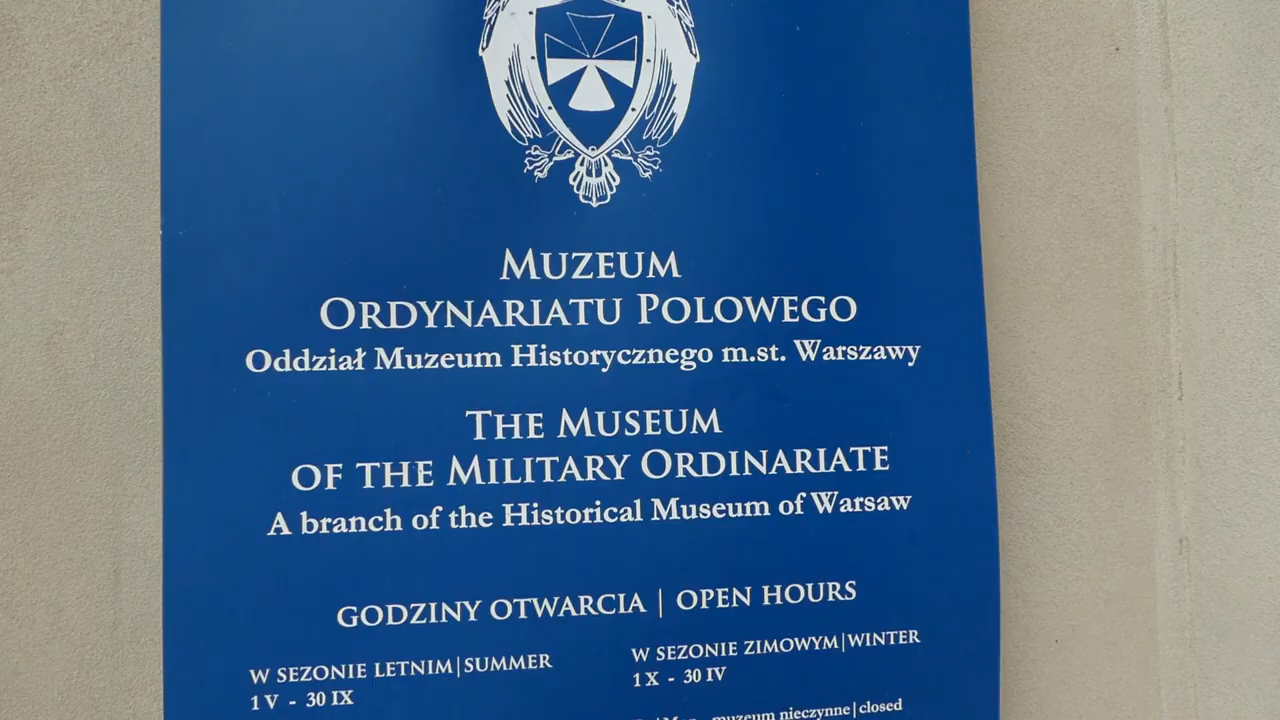 MUZEUM
ORDYNARIATU POLOWEGO
Oddział Muzeum Historycznego m.st. Warszawy
THE MUSEUM
OF THE MILITARY ORDINARIATE
A branch of the Historical Museum of Warsaw
GODZINY OTWARCIA | OPEN HOURS
W SEZONIE LETNIM|SUMMER
1 V - 30 IX
W SEZONIE ZIMOWYM|WINTER
1 X - 30 IV
muzeum nieczynne|closed